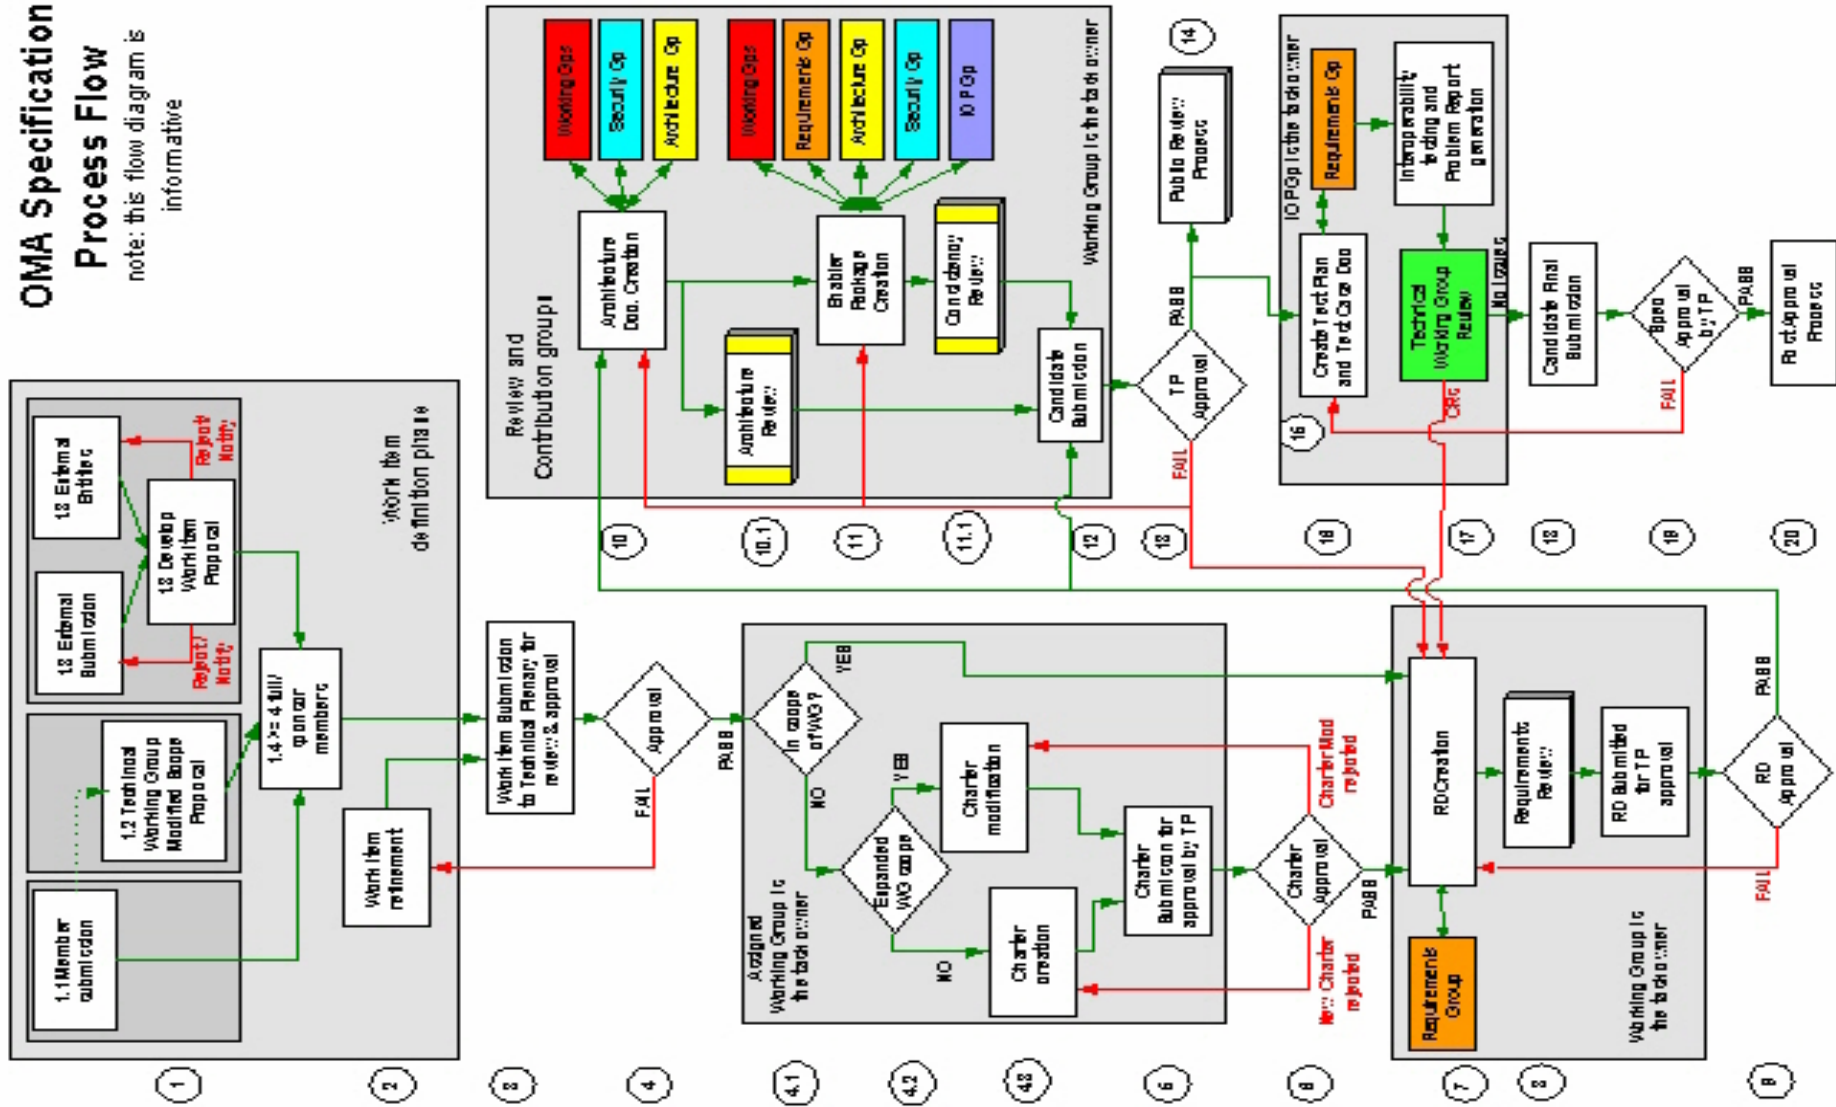 OMA Specification
Process Flow
note: this flow diagram is
informative
1.1 Member
submission
1.2 Technical
Working Group
Modified Scope
Proposal
1.3 External
Submission
1.3 External
Entities
1.3 Develop
Work Item
Proposal
Reject/
Notify
Reject/
Notify
1.4 >= 4 full/
sponsor
members
Work Item
refinement
Work Item
definition phase
Work Item Submission
to Technical Plenary for
review & approval
Approval
FAIL
PASS
Assigned
Working Group is
the task owner
In scope
of WG?
YES
NO
Expanded
WG scope
YES
NO
Charter
modification
Charter
creation
Charter
Submission for
approval by TP
Charter
Approval
Charter Mod
rejected
New Charter
rejected
PASS
RD Creation
Requirements
Group
Requirements
Review
RD Submitted
for TP
approval
Working Group is
the task owner
RD
Approval
FAIL
PASS
1
2
3
4
4.1
4.2
4.3
5
6
7
8
9
Review and
Contribution groups
Architecture
Doc. Creation
Working Gps
Security Gp
Architecture Gp
Architecture
Review
Enabler
Package
Creation
Working Gps
Requirements Gp
Architecture Gp
Security Gp
IOP Gp
Consistency
Review
Candidate
Submission
Working Group is the task owner
TP
Approval
FAIL
PASS
Public Review
Process
14
IOP Gp is the task owner
Create Test Plan
and Test Case Doc
Requirements Gp
Interoperability
testing and
Problem Report
generation
Technical
Working Group
Review
CRs
No Issues
Candidate Final
Submission
Spec
Approval
by TP
FAIL
PASS
Post Approval
Process
10
10.1
11
11.1
12
13
17
18
19
20